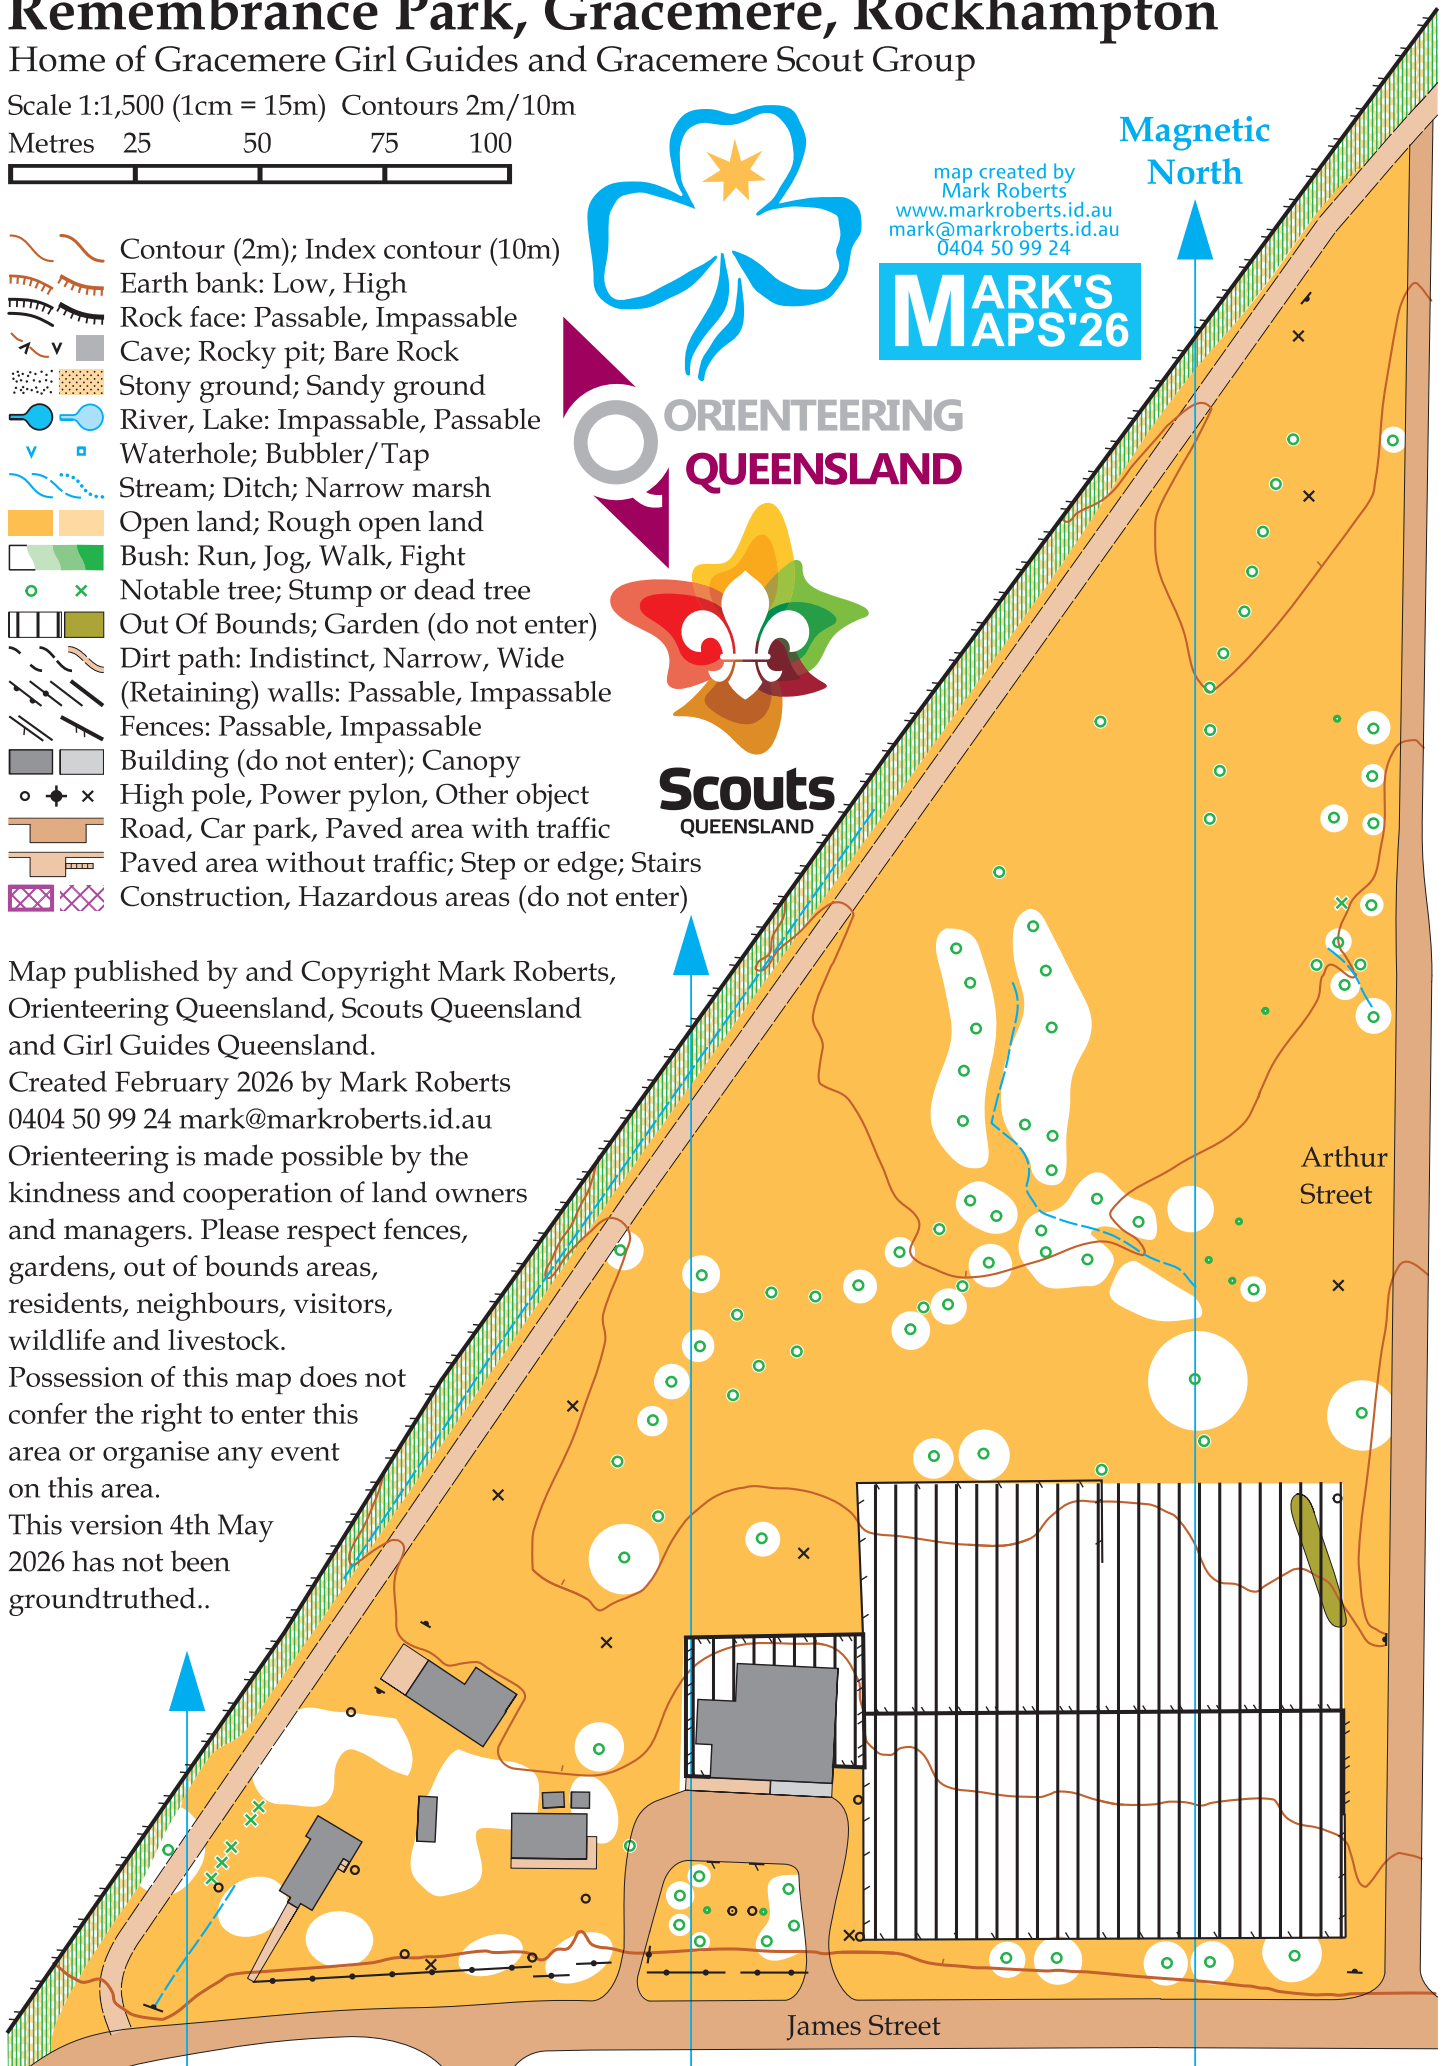 Remembrance Park, Gracemere, Rockhampton
Home of Gracemere Girl Guides and Gracemere Scout Group
Scale 1:1,500 (1cm = 15m)  Contours 2m/10m
Metres 25 50 75 100
Contour (2m); Index contour (10m)
Earth bank: Low, High
Rock face: Passable, Impassable
Cave; Rocky pit; Bare Rock
Stony ground; Sandy ground
River, Lake: Impassable, Passable
Waterhole; Bubbler/Tap
Stream; Ditch; Narrow marsh
Open land; Rough open land
Bush: Run, Jog, Walk, Fight
Notable tree; Stump or dead tree
Out Of Bounds; Garden (do not enter)
Dirt path: Indistinct, Narrow, Wide
(Retaining) walls: Passable, Impassable
Fences: Passable, Impassable
Building (do not enter); Canopy
High pole, Power pylon, Other object
Road, Car park, Paved area with traffic
Paved area without traffic; Step or edge; Stairs
Construction, Hazardous areas (do not enter)
Map published by and Copyright Mark Roberts,
Orienteering Queensland, Scouts Queensland
and Girl Guides Queensland.
Created February 2026 by Mark Roberts
0404 50 99 24 mark@markroberts.id.au
Orienteering is made possible by the
kindness and cooperation of land owners
and managers. Please respect fences,
gardens, out of bounds areas,
residents, neighbours, visitors,
wildlife and livestock.
Possession of this map does not
confer the right to enter this
area or organise any event
on this area.
This version 4th May
2026 has not been
groundtruthed..
ORIENTEERING
QUEENSLAND
Scouts
QUEENSLAND
map created by
Mark Roberts
www.markroberts.id.au
mark@markroberts.id.au
0404 50 99 24
MARK'S
MAPS'26
Magnetic
North
Arthur
Street
James Street